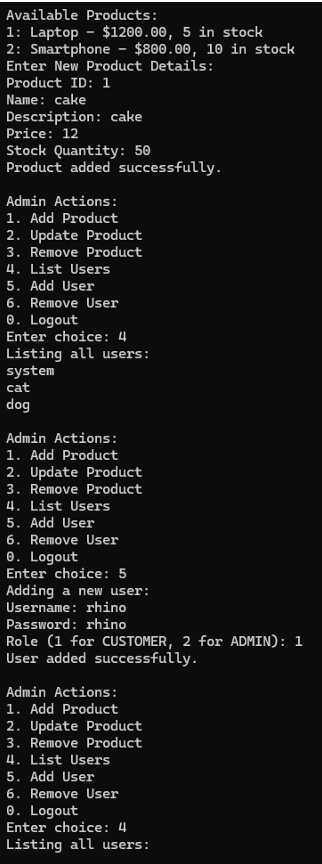 Available Products:
1: Laptop - $1200.00, 5 in stock
2: Smartphone - $800.00, 10 in stock
Enter New Product Details:
Product ID: 1
Name: cake
Description: cake
Price: 12
Stock Quantity: 50
Product added successfully.

Admin Actions:
1. Add Product
2. Update Product
3. Remove Product
4. List Users
5. Add User
6. Remove User
0. Logout
Enter choice: 4
Listing all users:
system
cat
dog

Admin Actions:
1. Add Product
2. Update Product
3. Remove Product
4. List Users
5. Add User
6. Remove User
0. Logout
Enter choice: 5
Adding a new user:
Username: rhino
Password: rhino
Role (1 for CUSTOMER, 2 for ADMIN): 1
User added successfully.

Admin Actions:
1. Add Product
2. Update Product
3. Remove Product
4. List Users
5. Add User
6. Remove User
0. Logout
Enter choice: 4
Listing all users: